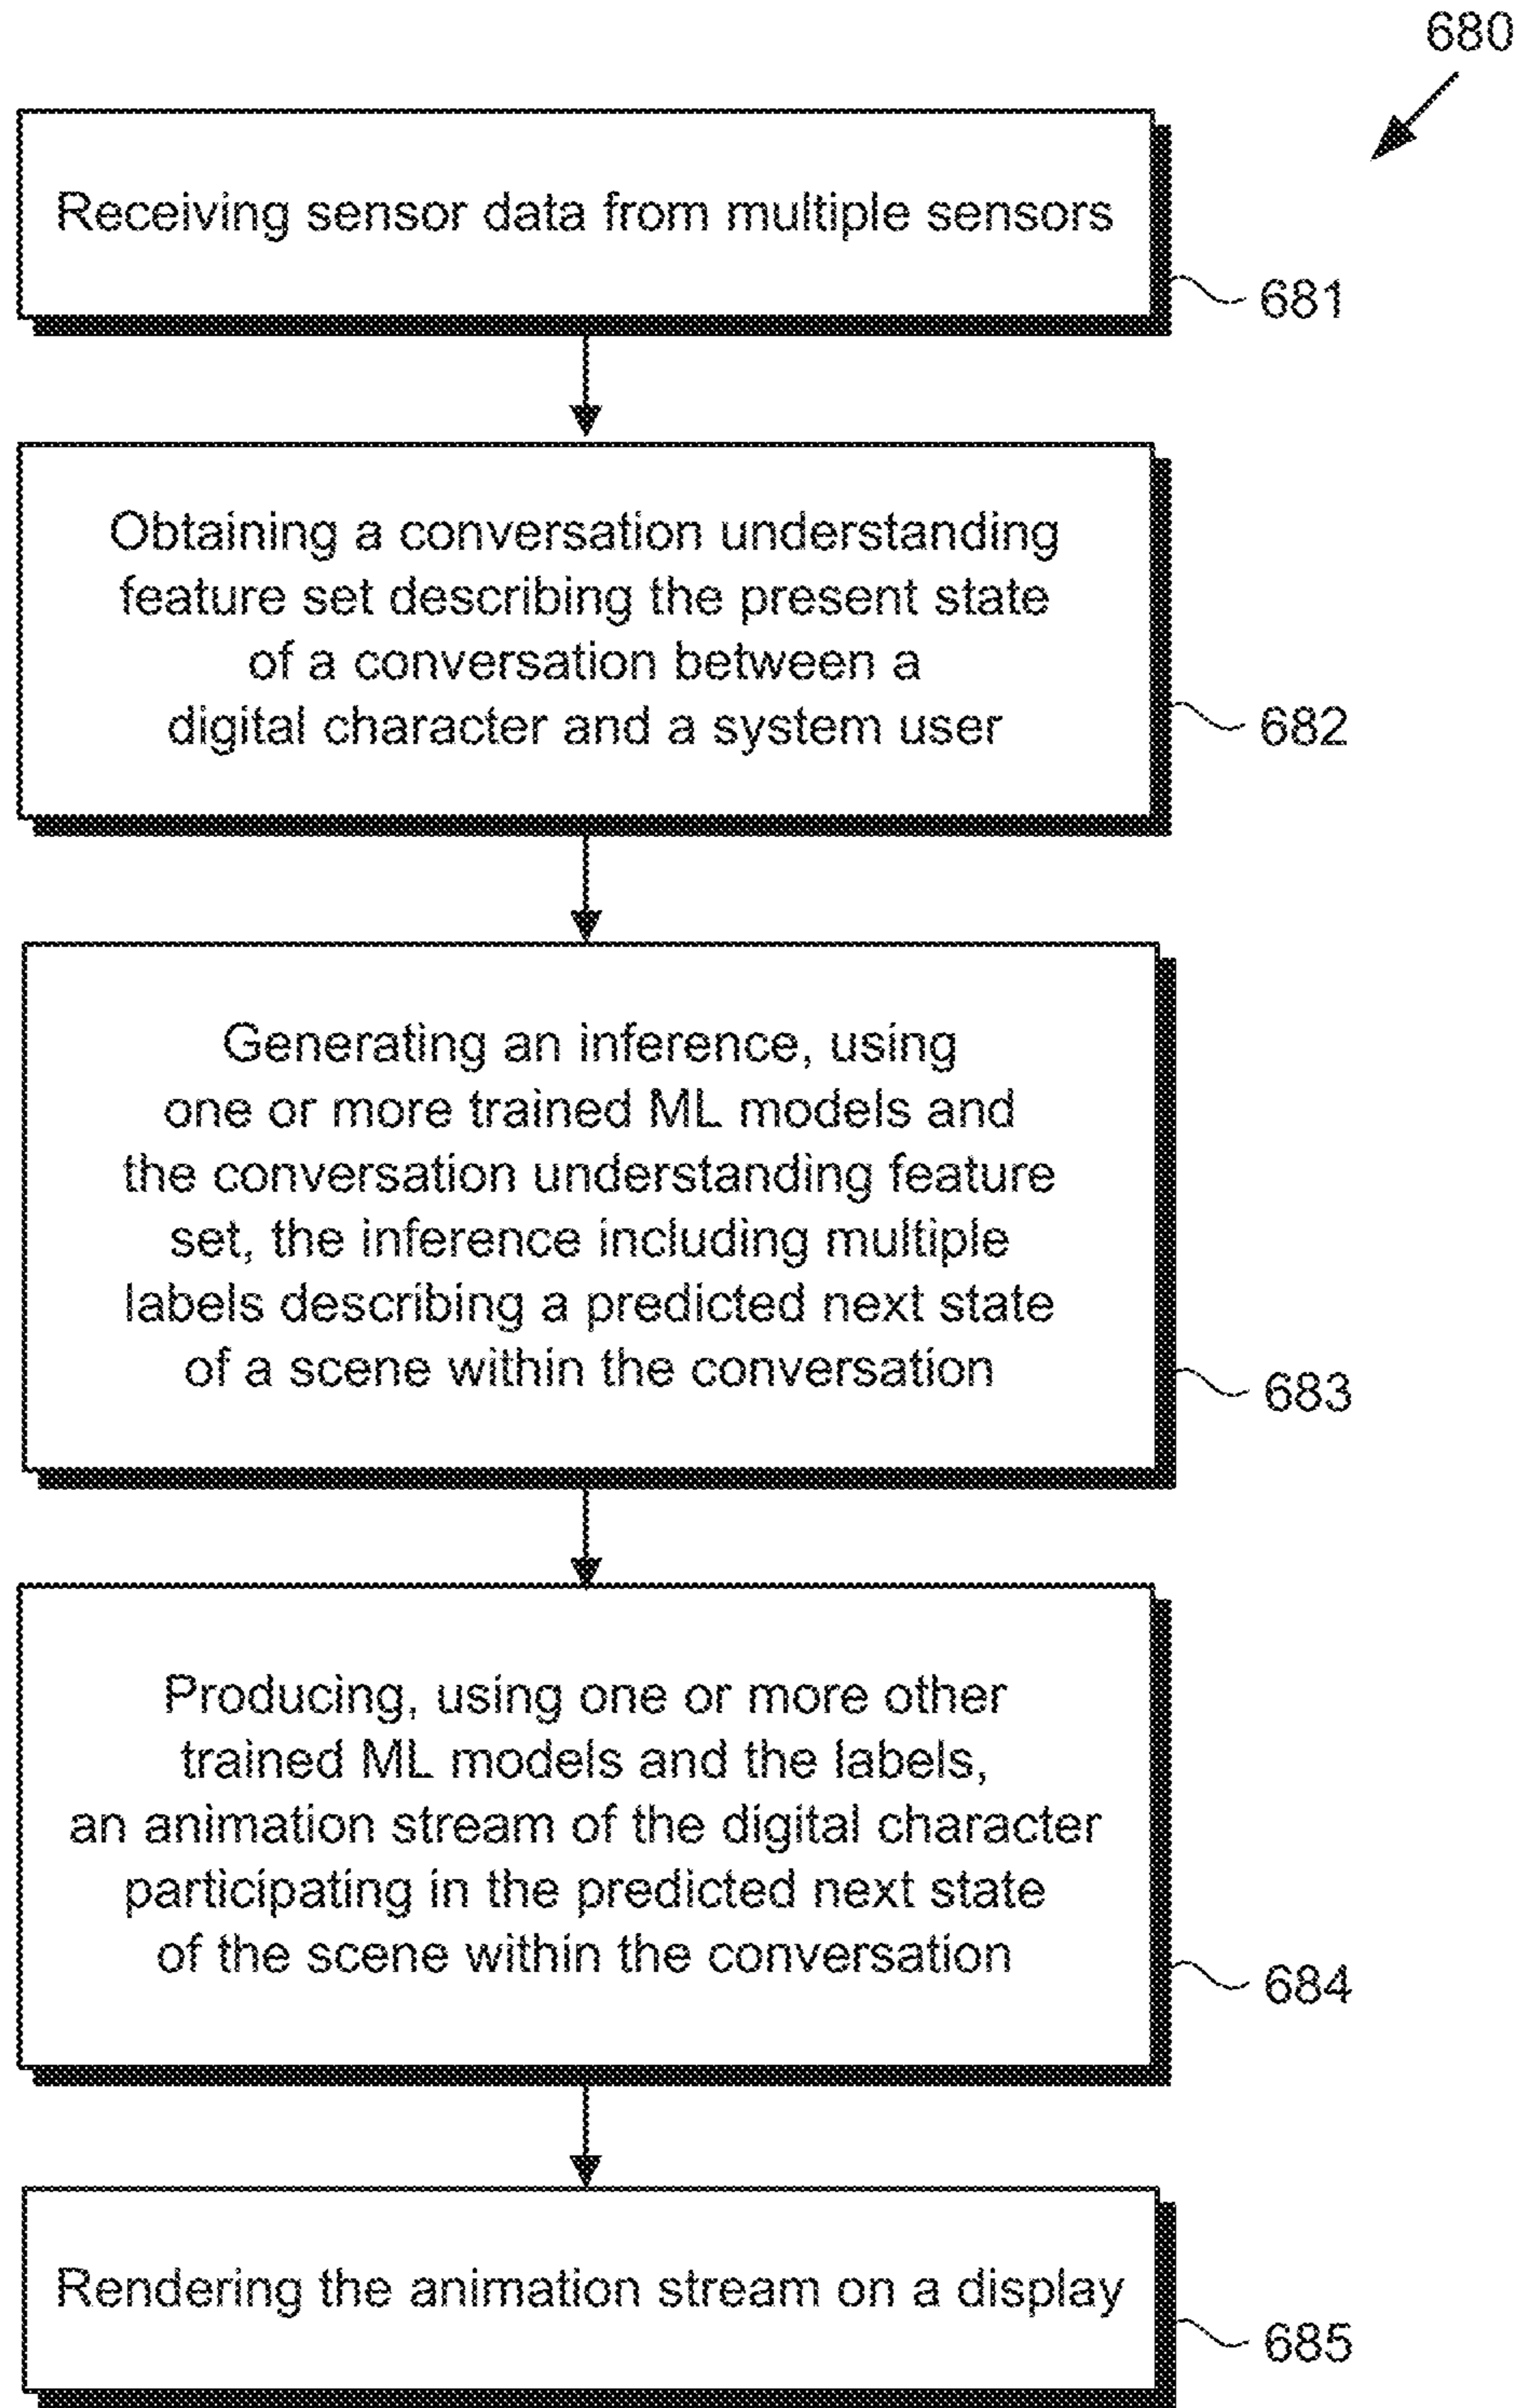 680
Receiving sensor data from multiple sensors
681
Obtaining a conversation understanding
feature set describing the present state
of a conversation between a
digital character and a system user
682
Generating an inference, using
one or more trained ML models and
the conversation understanding feature
set, the inference including multiple
labels describing a predicted next state
of a scene within the conversation
683
Producing, using one or more other
trained ML models and the labels,
an animation stream of the digital character
participating in the predicted next state
of the scene within the conversation
684
Rendering the animation stream on a display
685